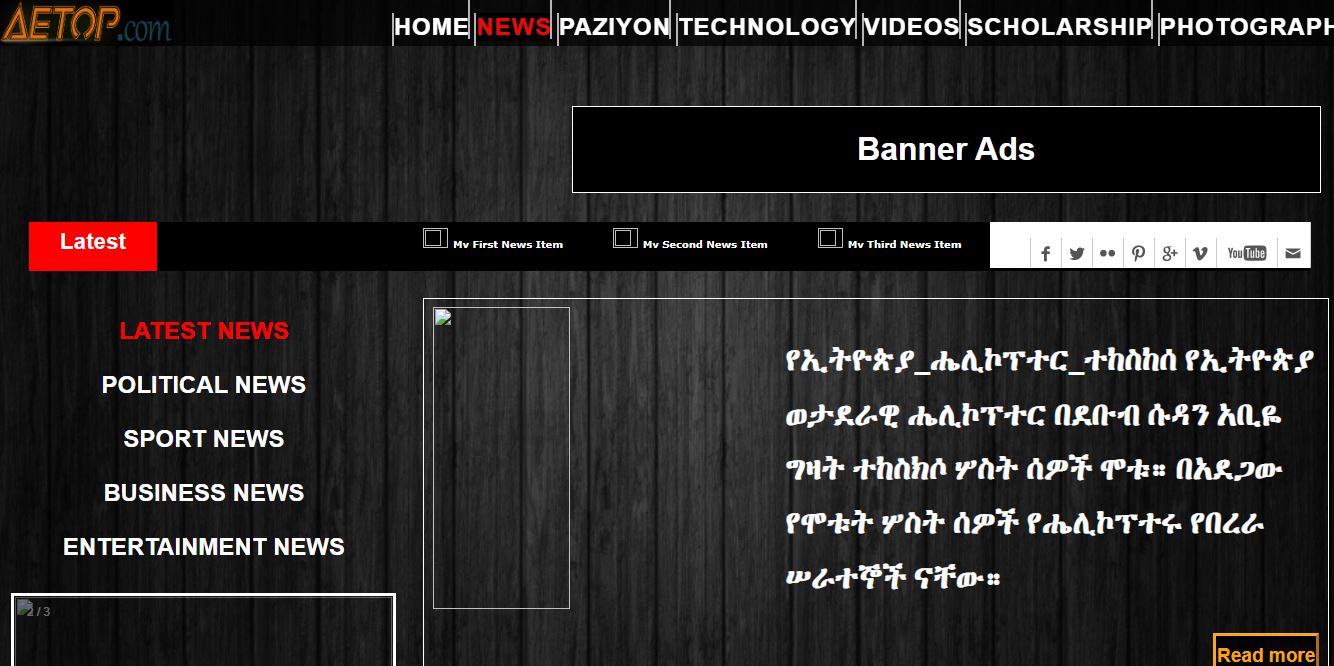 AETOP.com
HOME NEWS PAZIYON TECHNOLOGY VIDEOS SCHOLARSHIP PHOTOGRAPH
Banner Ads
Latest My First News Item My Second News Item My Third News Item
You Tube
LATEST NEWS
POLITICAL NEWS
SPORT NEWS
BUSINESS NEWS
ENTERTAINMENT NEWS
2 / 3
የኢትዮጵያ_ሔሊኮፕተር_ተከስከሰ የኢትዮጵያ
ወታደራዊ ሔሊኮፕተር በደቡብ ሱዳን አቢዬ
ግዛት ተከስክሶ ሦስት ሰዎች ሞቱ። በአደጋው
የሞቱት ሦስት ሰዎች የሔሊኮፕተሩ የበረራ
ሠራተኞች ናቸው።
Read more